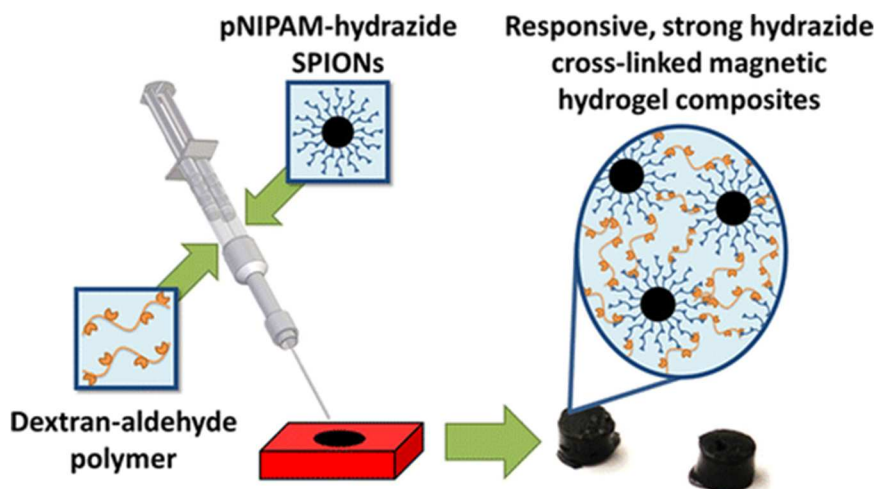 pNIPAM-hydrazide
SPIONs
Responsive, strong hydrazide
cross-linked magnetic
hydrogel composites
Dextran-aldehyde
polymer